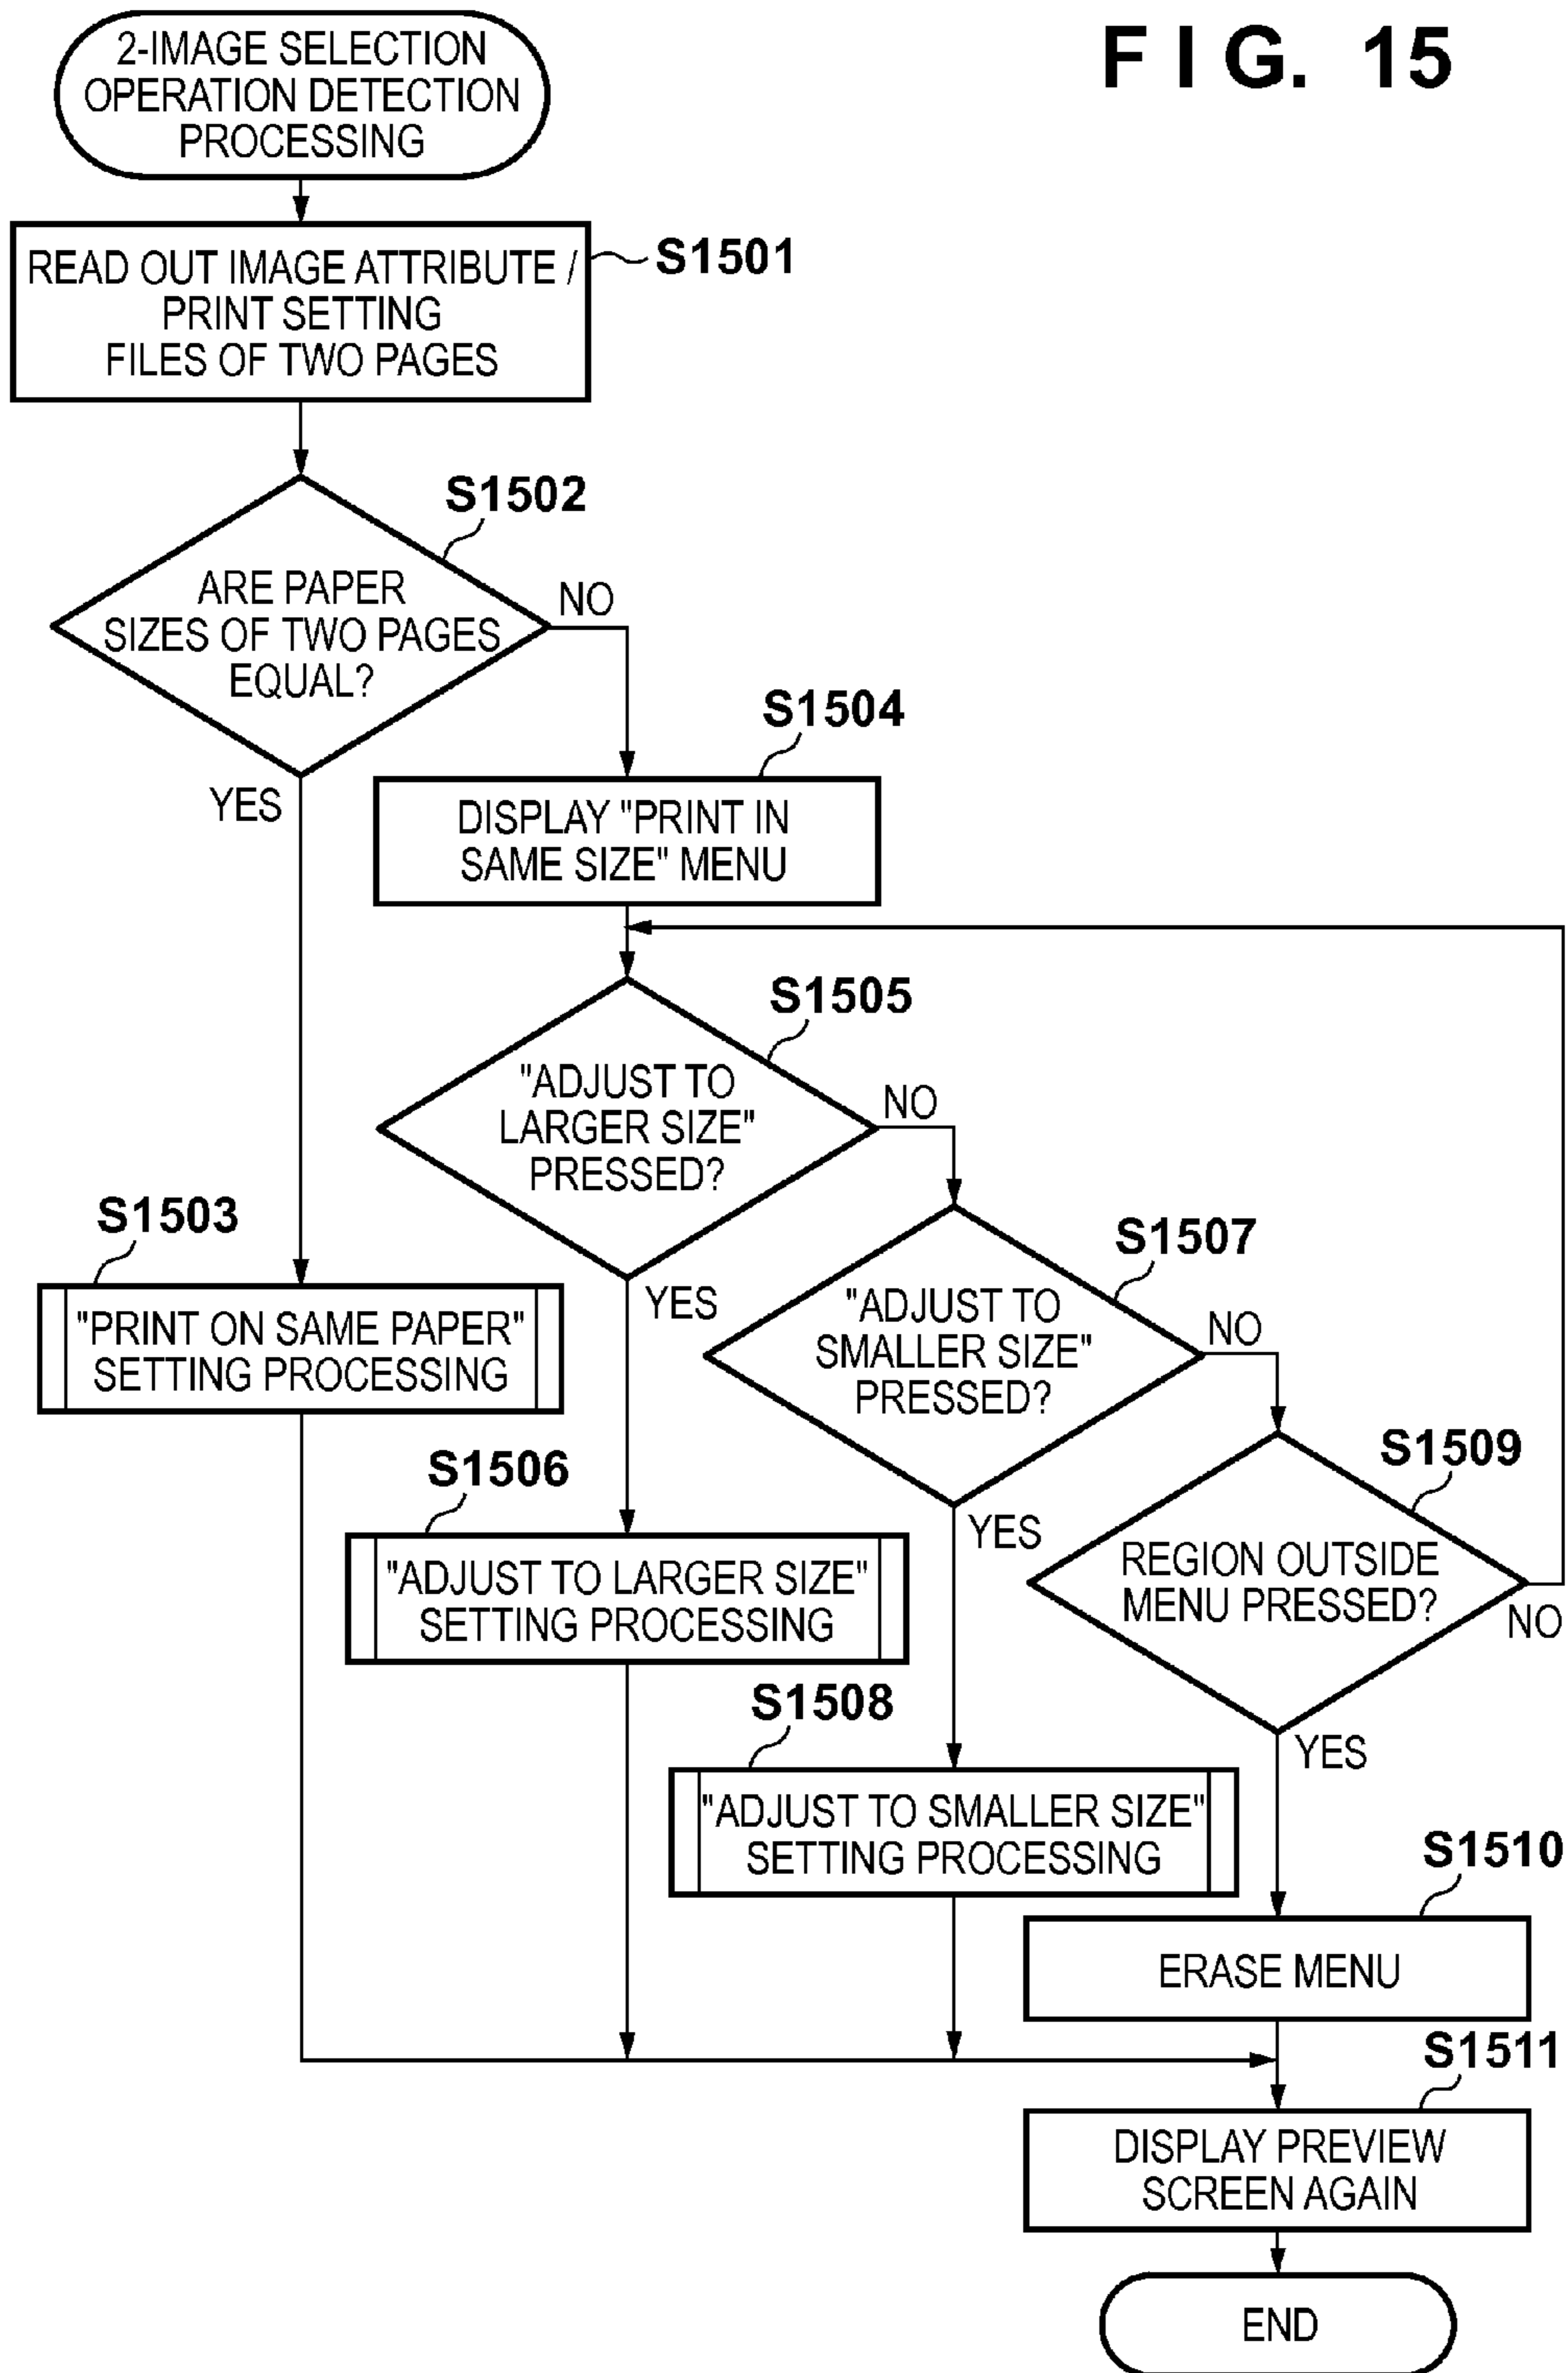 FIG. 15
2-IMAGE SELECTION
OPERATION DETECTION
PROCESSING
READ OUT IMAGE ATTRIBUTE /
PRINT SETTING
FILES OF TWO PAGES
S1501
S1502
ARE PAPER
SIZES OF TWO PAGES
EQUAL?
NO
YES
S1504
DISPLAY "PRINT IN
SAME SIZE" MENU
S1505
"ADJUST TO
LARGER SIZE"
PRESSED?
NO
YES
S1503
"PRINT ON SAME PAPER"
SETTING PROCESSING
S1507
"ADJUST TO
SMALLER SIZE"
PRESSED?
NO
YES
S1506
"ADJUST TO LARGER SIZE"
SETTING PROCESSING
S1509
REGION OUTSIDE
MENU PRESSED?
NO
YES
S1508
"ADJUST TO SMALLER SIZE"
SETTING PROCESSING
S1510
ERASE MENU
S1511
DISPLAY PREVIEW
SCREEN AGAIN
END